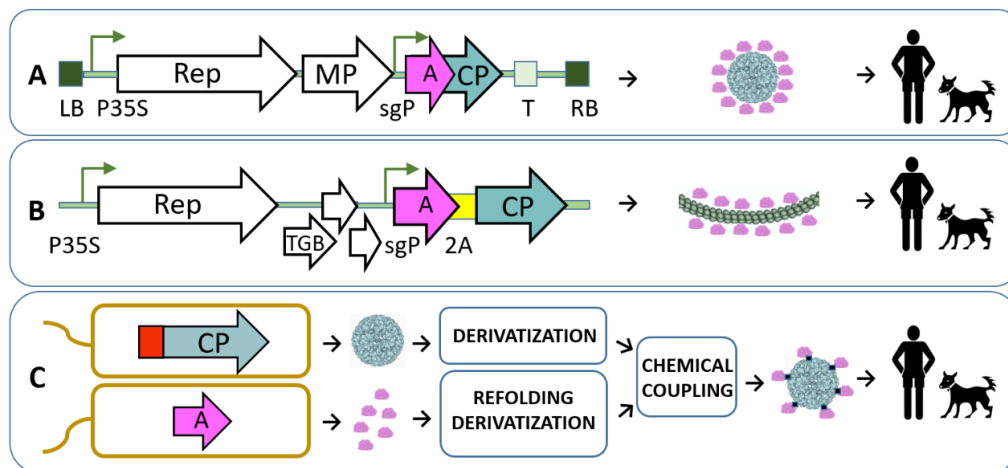 A
Rep
MP
A
CP
LB
P35S
sgP
T
RB
B
Rep
A
CP
TGB
P35S
sgP
2A
C
CP
DERIVATIZATION
CHEMICAL
COUPLING
A
REFOLDING
DERIVATIZATION